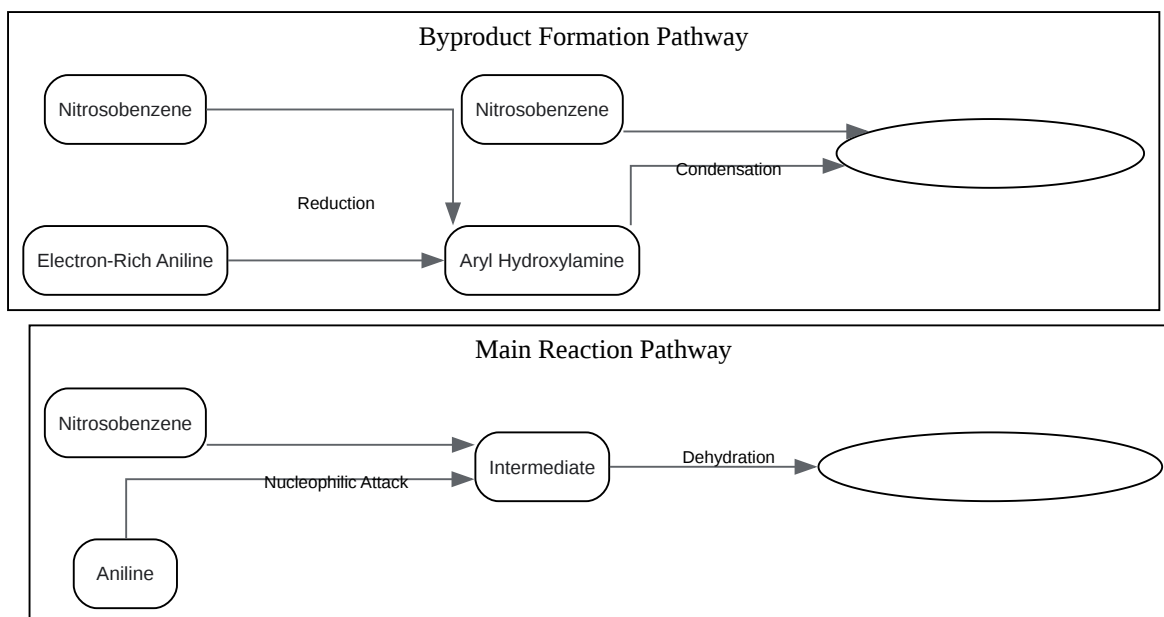 Byproduct Formation Pathway
Nitrosobenzene
Nitrosobenzene
Condensation
Reduction
Electron-Rich Aniline
Aryl Hydroxylamine
Main Reaction Pathway
Nitrosobenzene
Intermediate
Dehydration
Nucleophilic Attack
Aniline